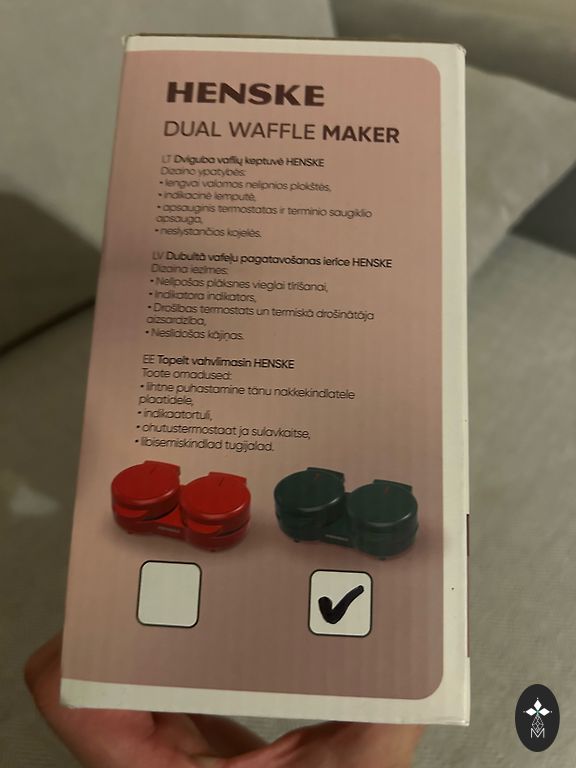 HENSKE
DUAL WAFFLE MAKER
LT Dviguba vaflių keptuvė HENSKE
Dizaino ypatybės:
• lengvai valomos nelipnios plokštės,
• indikacinė lemputė,
• apsauginis termostatas ir terminio saugiklio
apsauga,
• neslystančios kojelės.
LV Dubultā vafeļu pagatavošanas ierīce HENSKE
Dizaina iezīmes:
• Nelipošas plāksnes vieglai tīrīšanai,
• Indikatora indikators,
• Drošības termostats un termiskā drošinātāja
aizsardzība,
• Neslīdošas kājiņas.
EE Topelt vahvlimasin HENSKE
Toote omadused:
• lihtne puhastamine tänu nakkekindlatele
plaatidele,
• indikaatortuli,
• ohutustermostaat ja sulavkaitse,
• libisemiskindlad tugijalad.
M